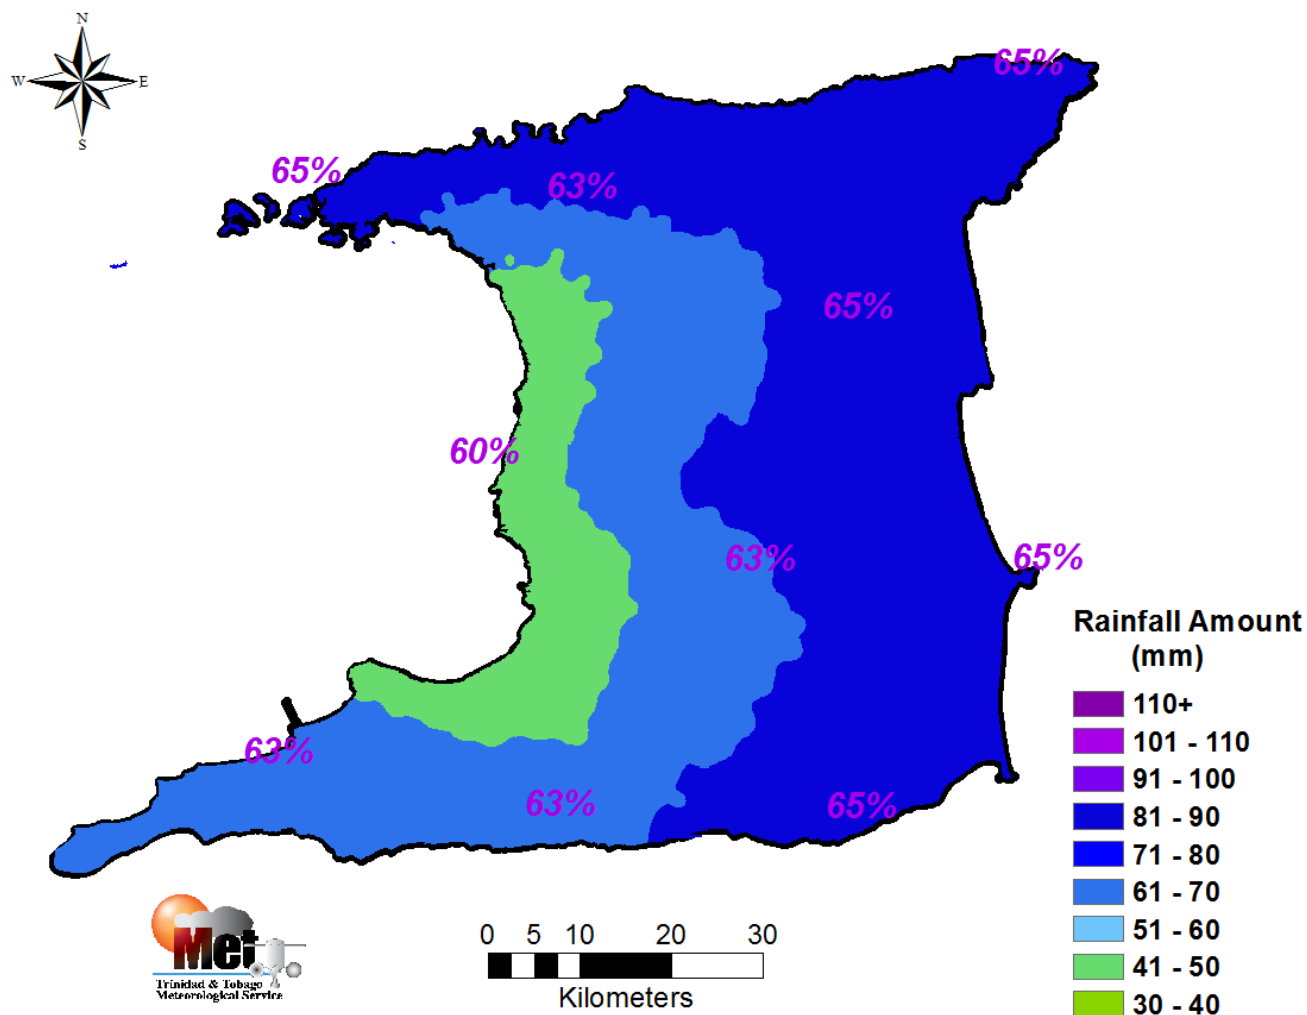 N
W
E
S
65%
65%
63%
65%
60%
63%
65%
63%
63%
65%
Rainfall Amount
(mm)
110+
101 - 110
91 - 100
81 - 90
71 - 80
61 - 70
51 - 60
41 - 50
30 - 40
Met
Trinidad & Tobago
Meteorological Service
0 5 10 20 30
Kilometers